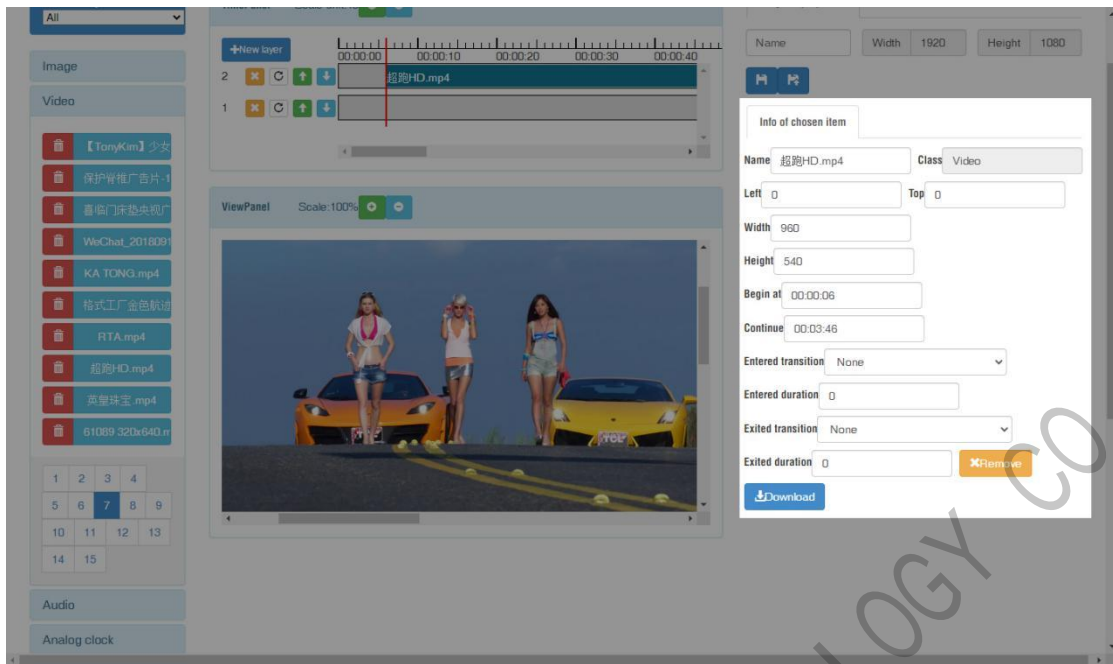 All
Image
Video
【TonyKim】少女
保护脊椎广告片-1
喜临门床垫央视广
WeChat_2018091
KA TONG.mp4
格式工厂金色航迪
RTA.mp4
超跑HD.mp4
英皇珠宝.mp4
61089 320x640.m
1 2 3 4
5 6 7 8 9
10 11 12 13
14 15
Audio
Analog clock
New layer
00:00:00 00:00:10 00:00:20 00:00:30 00:00:40
2 超跑HD.mp4
1
ViewPanel Scale:100%
TCL
Name Width 1920 Height 1080
Info of chosen item
Name 超跑HD.mp4 Class Video
Left 0 Top 0
Width 960
Height 540
Begin at 00:00:06
Continue 00:03:46
Entered transition None
Entered duration 0
Exited transition None
Exited duration 0 Remove
Download
OLOGY CO